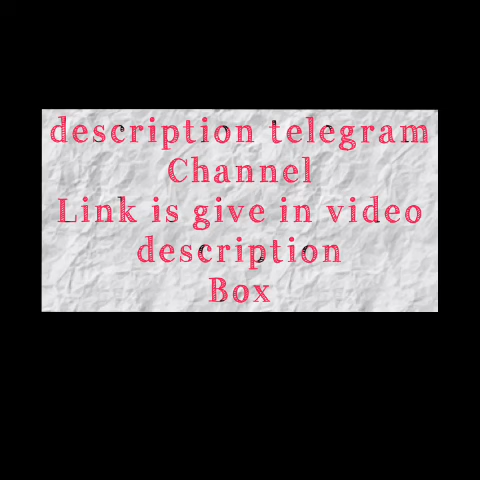 description telegram
Channel
Link is give in video
description
Box